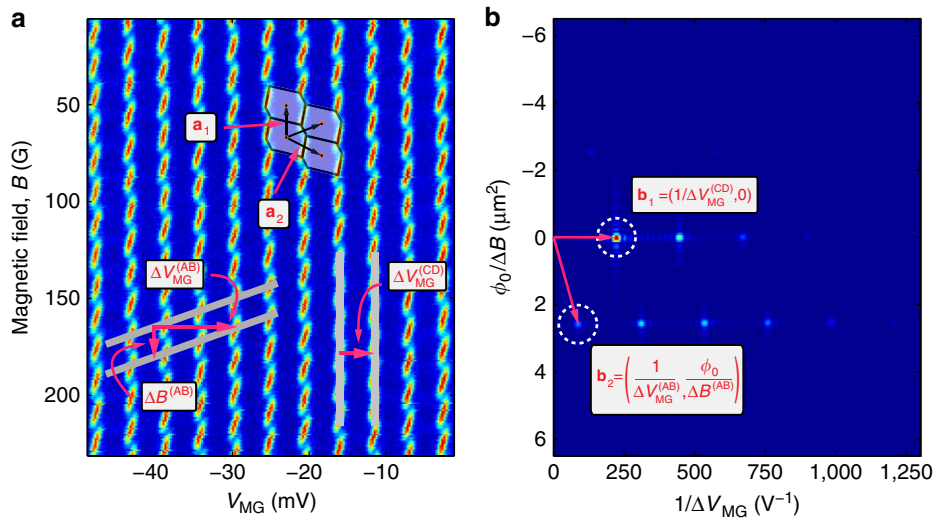 a
Magnetic field, B (G)
50
100
150
200
a₁
a₂
ΔV_MG^(AB)
ΔV_MG^(CD)
ΔB^(AB)
−40
−30
−20
−10
V_MG (mV)
b
ϕ₀/ΔB (μm²)
−6
−4
−2
0
2
4
6
b₁ =(1/ΔV_MG^(CD),0)
b₂=(1/ΔV_MG^(AB), ϕ₀/ΔB^(AB))
0
250
500
750
1,000
1,250
1/ΔV_MG (V⁻¹)